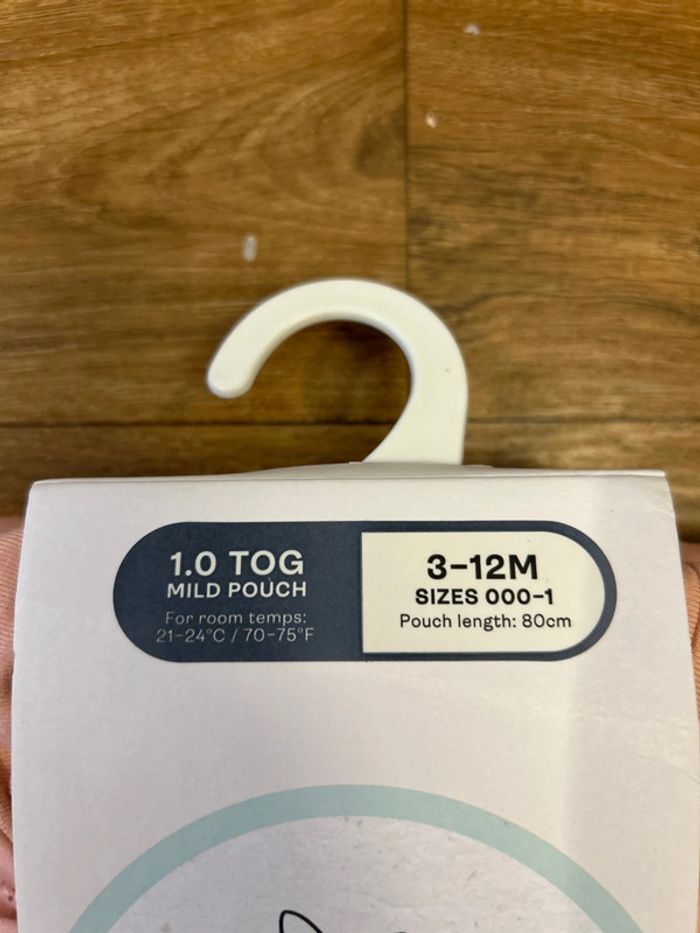 1.0 TOG
MILD POUCH
For room temps:
21-24°C / 70-75°F
3-12M
SIZES 000-1
Pouch length: 80cm